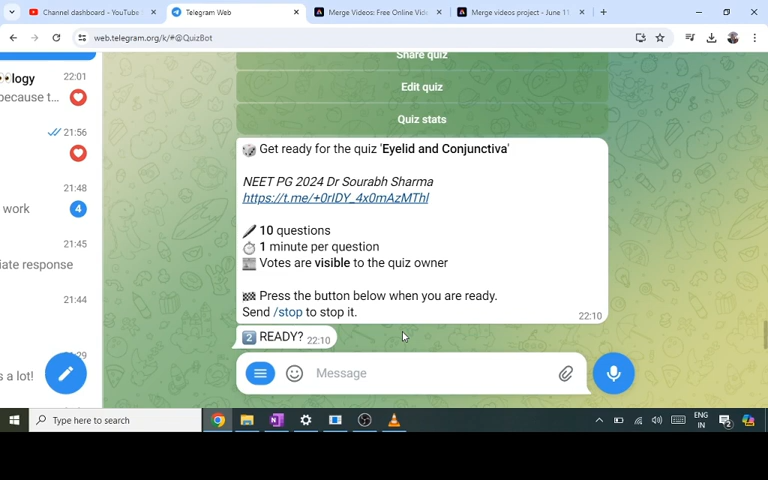 Channel dashboard - YouTube
Telegram Web
Merge Videos: Free Online Vid
Merge videos project - June 11
web.telegram.org/k/#@QuizBot
Share quiz
ology
22:01
because t...
Edit quiz
Quiz stats
21:56
Get ready for the quiz 'Eyelid and Conjunctiva'
NEET PG 2024 Dr Sourabh Sharma
https://t.me/+0rIDY_4x0mAzMThl
21:48
work
4
10 questions
1 minute per question
Votes are visible to the quiz owner
21:45
iate response
Press the button below when you are ready.
Send /stop to stop it.
22:10
21:44
2 READY? 22:10
s a lot!
Message
Type here to search
ENG
IN
2